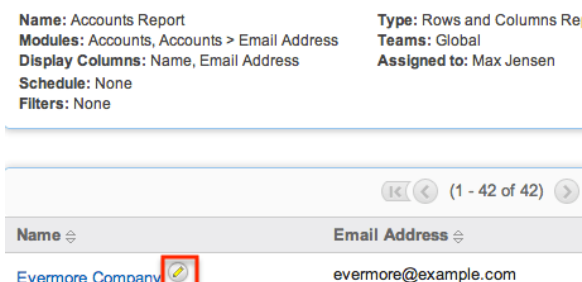 Name: Accounts Report
Type: Rows and Columns
Modules: Accounts, Accounts > Email Address
Teams: Global
Display Columns: Name, Email Address
Assigned to: Max Jensen
Schedule: None
Filters: None
(1 - 42 of 42)
Name
Email Address
Evermore Company
evermore@example.com